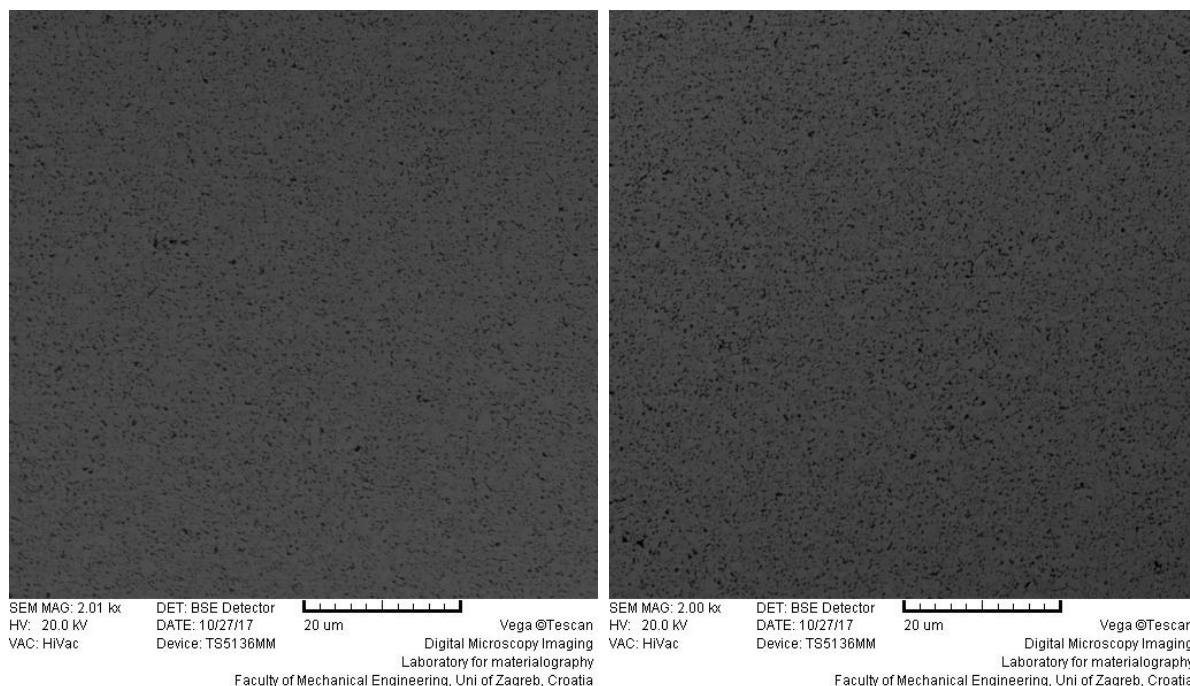 SEM MAG: 2.01 kx DET: BSE Detector
HV: 20.0 kV DATE: 10/27/17 20 um Vega ©Tescan
VAC: HiVac Device: TS5136MM Digital Microscopy Imaging
Laboratory for materialography
Faculty of Mechanical Engineering, Uni of Zagreb, Croatia
SEM MAG: 2.00 kx DET: BSE Detector
HV: 20.0 kV DATE: 10/27/17 20 um Vega ©Tescan
VAC: HiVac Device: TS5136MM Digital Microscopy Imaging
Laboratory for materialography
Faculty of Mechanical Engineering, Uni of Zagreb, Croatia